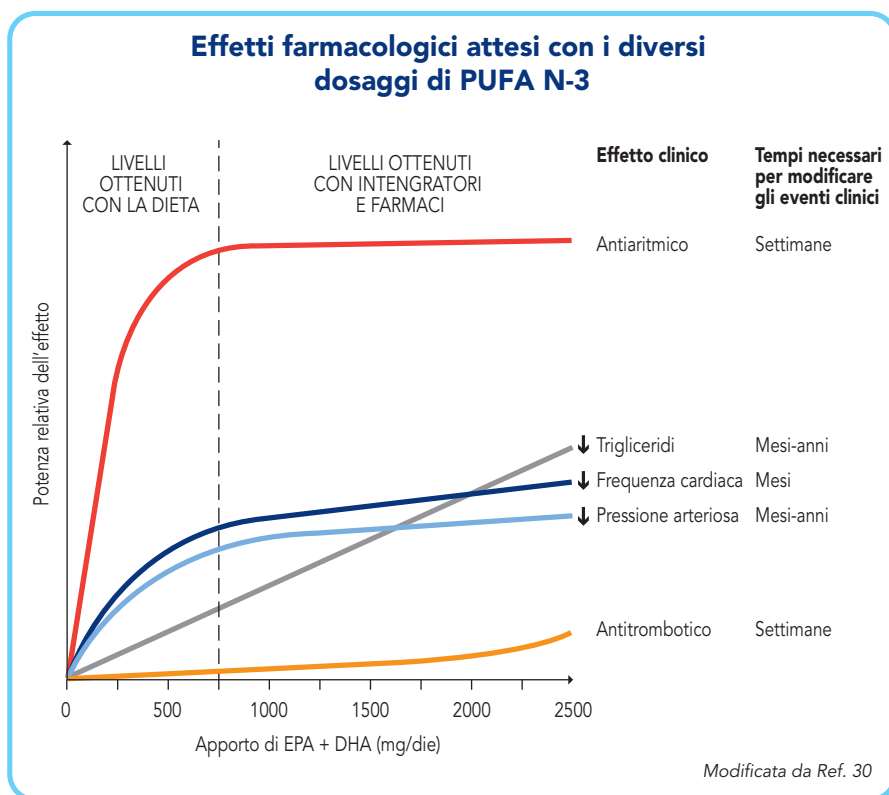 Effetti farmacologici attesi con i diversi
dosaggi di PUFA N-3
LIVELLI
OTTENUTI
CON LA DIETA
LIVELLI OTTENUTI
CON INTENGRATORI
E FARMACI
Effetto clinico
Tempi necessari
per modificare
gli eventi clinici
Potenza relativa dell'effetto
Antiaritmico
Settimane
↓ Trigliceridi
Mesi-anni
↓ Frequenza cardiaca
Mesi
↓ Pressione arteriosa
Mesi-anni
Antitrombotico
Settimane
0 500 1000 1500 2000 2500
Apporto di EPA + DHA (mg/die)
Modificata da Ref. 30